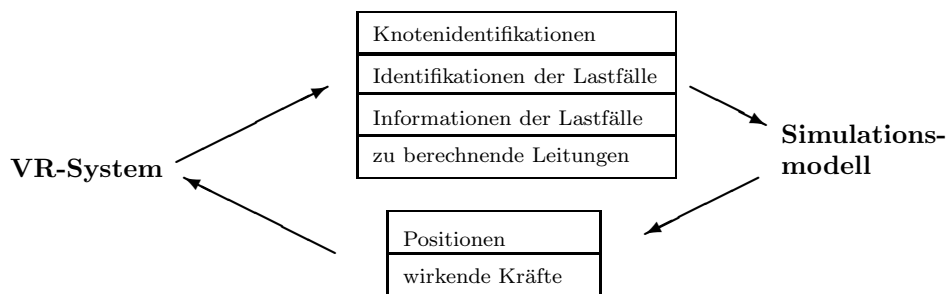 Knotenidentifikationen
Identifikationen der Lastfälle
Informationen der Lastfälle
zu berechnende Leitungen
VR-System
Simulations-
modell
Positionen
wirkende Kräfte